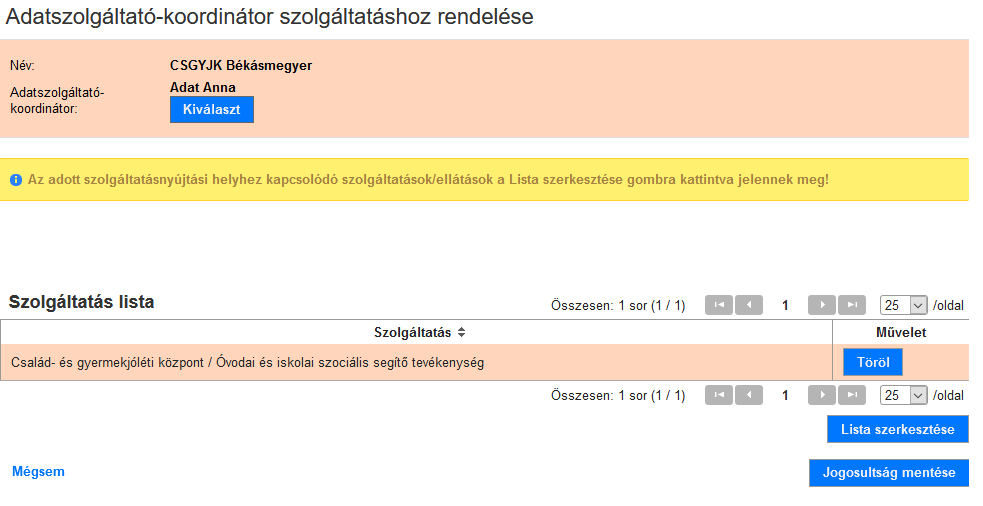 Adatszolgáltató-koordinátor szolgáltatáshoz rendelése
Név: CSGYJK Békásmegyer
Adatszolgáltató-koordinátor: Adat Anna
Kiválaszt
Az adott szolgáltatásnyújtási helyhez kapcsolódó szolgáltatások/ellátások a Lista szerkesztése gombra kattintva jelennek meg!
Szolgáltatás lista
Összesen: 1 sor (1 / 1) 1 25 /oldal
Szolgáltatás Művelet
Család- és gyermekjóléti központ / Óvodai és iskolai szociális segítő tevékenység Töröl
Összesen: 1 sor (1 / 1) 1 25 /oldal
Lista szerkesztése
Mégsem Jogosultság mentése